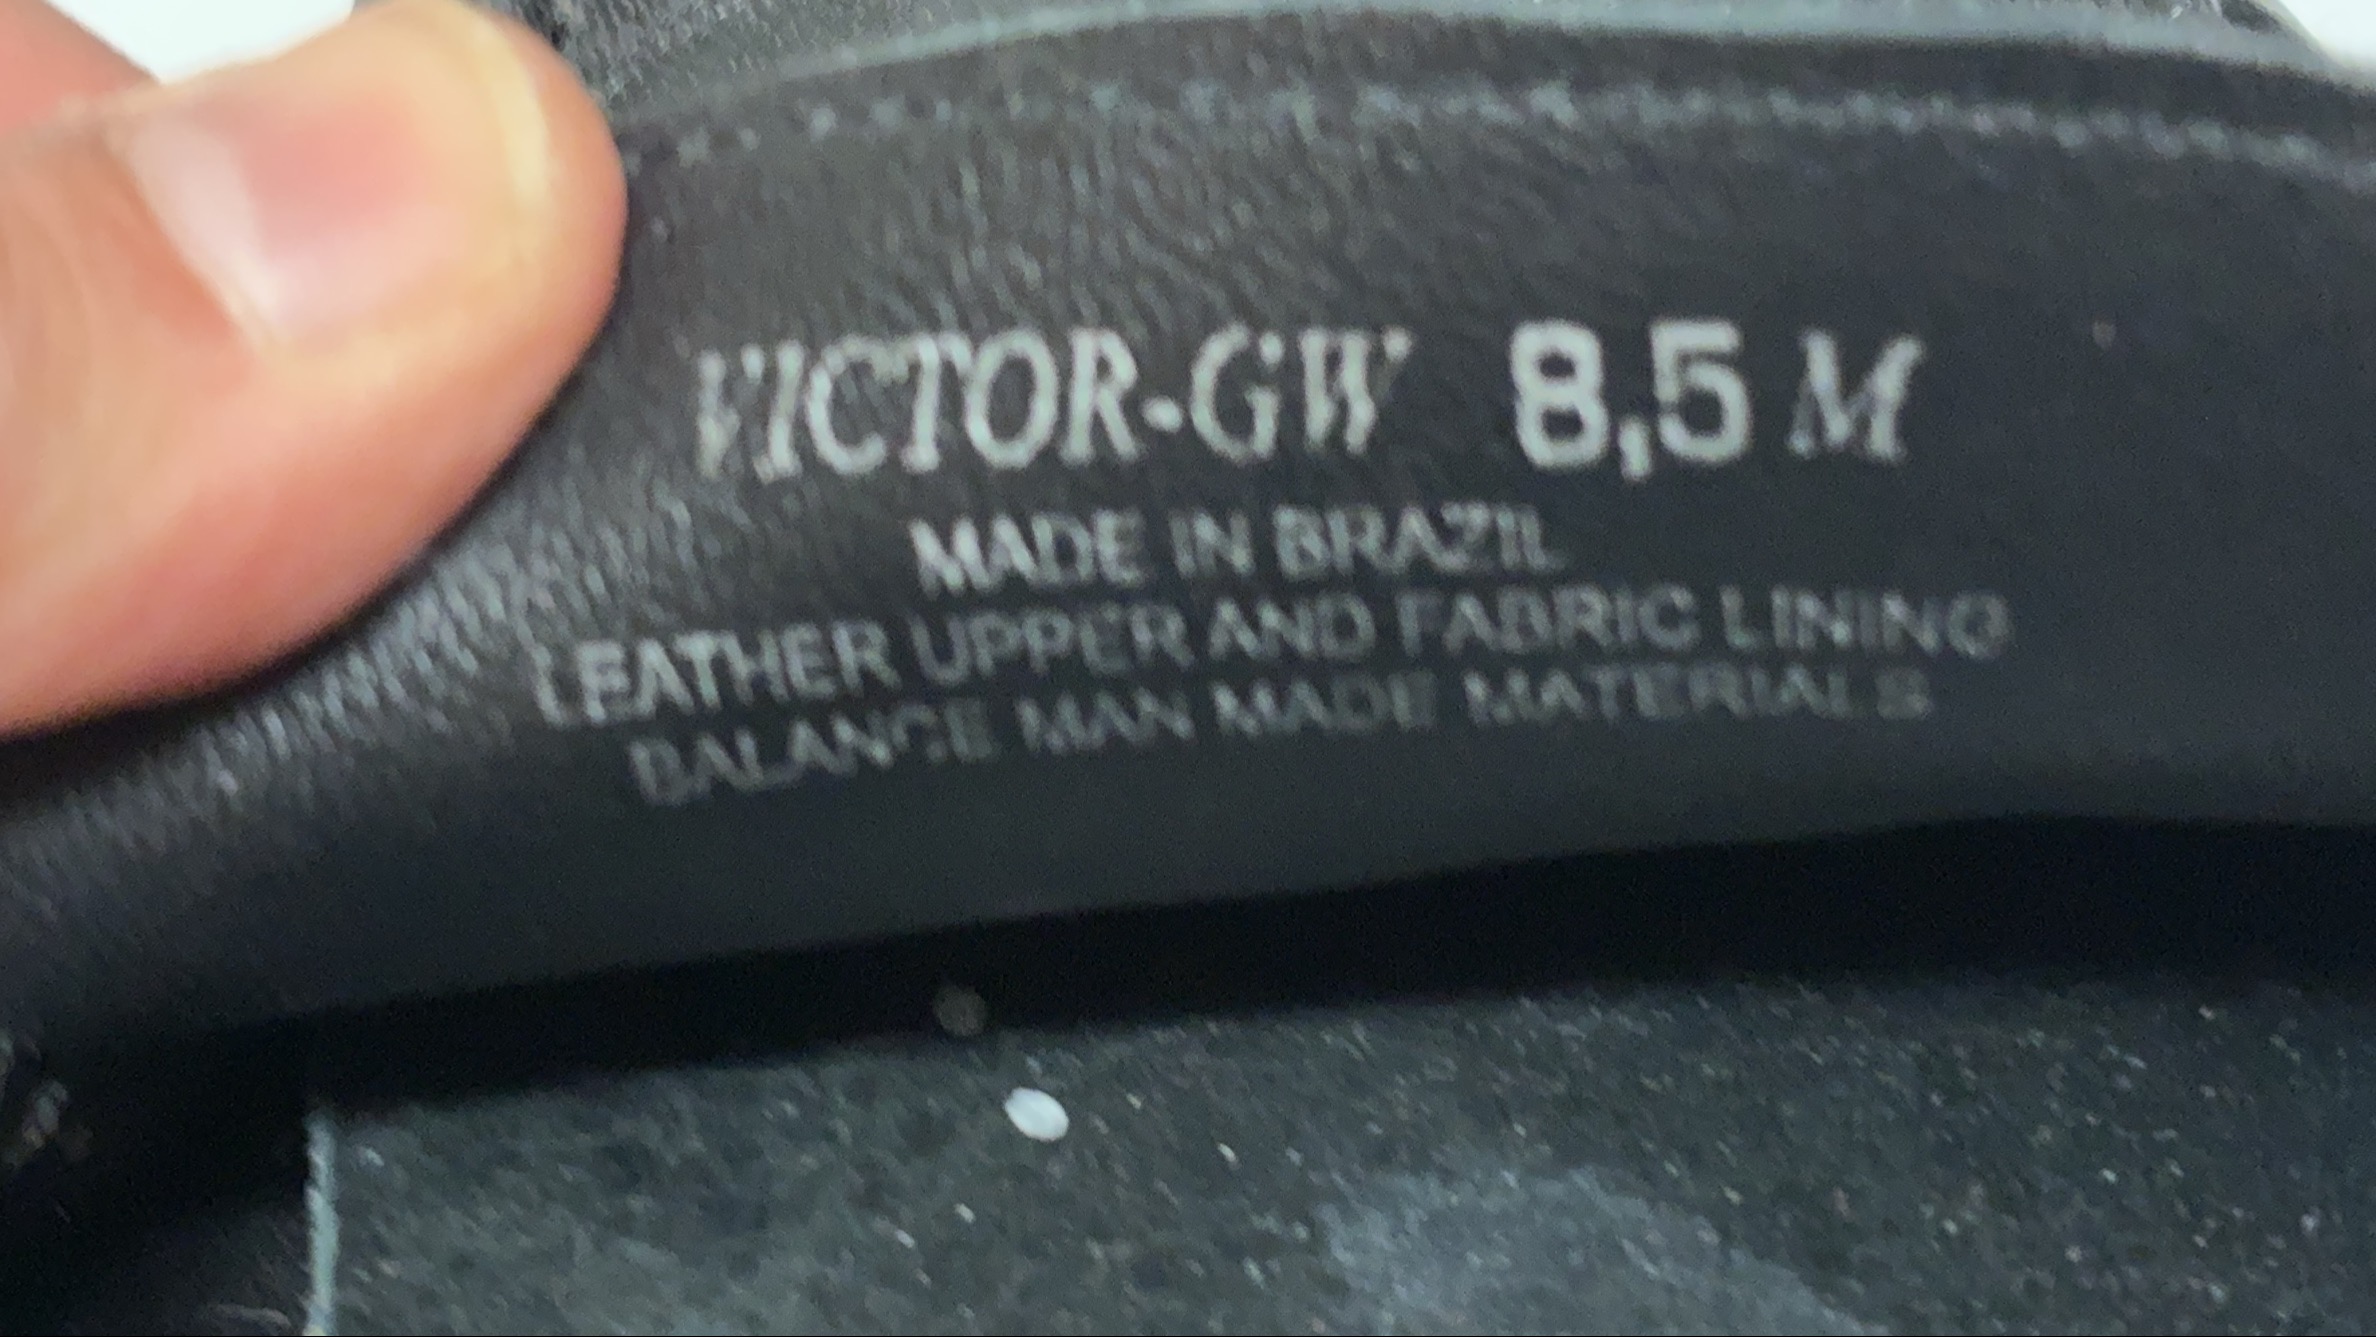 VICTOR-GW 8,5 M
MADE IN BRAZIL
LEATHER UPPER AND FABRIC LINING
BALANCE MAN MADE MATERIALS